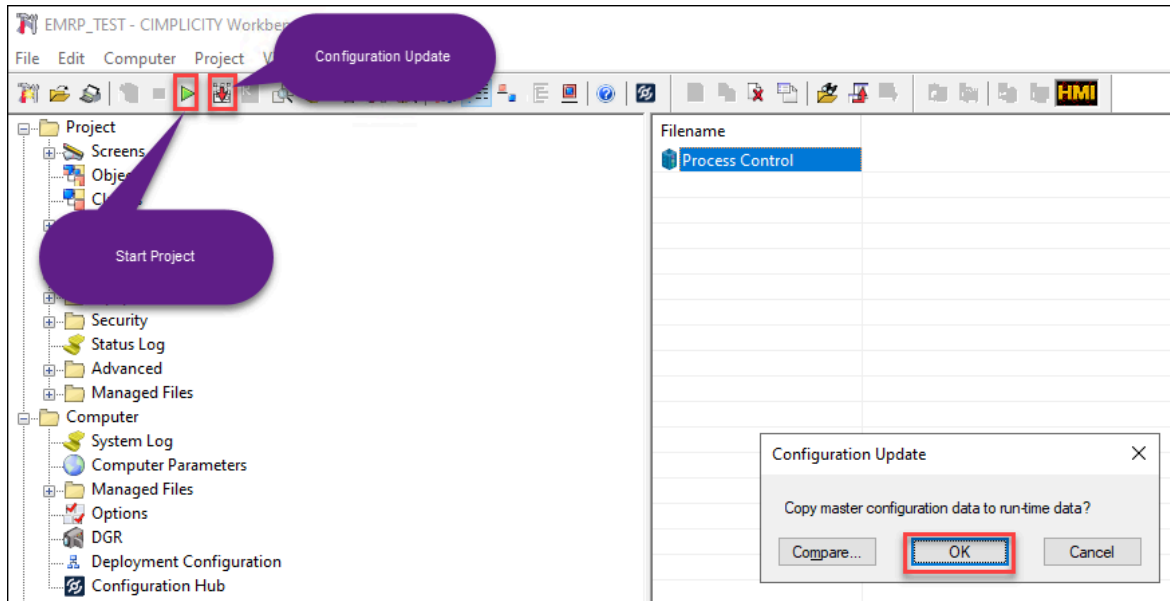 EMRP_TEST - CIMPLICITY
Configuration Update
File Edit Computer Project
HMI
Project
Screens
Start Project
Security
Status Log
Advanced
Managed Files
Computer
System Log
Computer Parameters
Managed Files
Options
DGR
Deployment Configuration
Configuration Hub
Filename
Process Control
Configuration Update
Copy master configuration data to run-time data?
Compare... OK Cancel